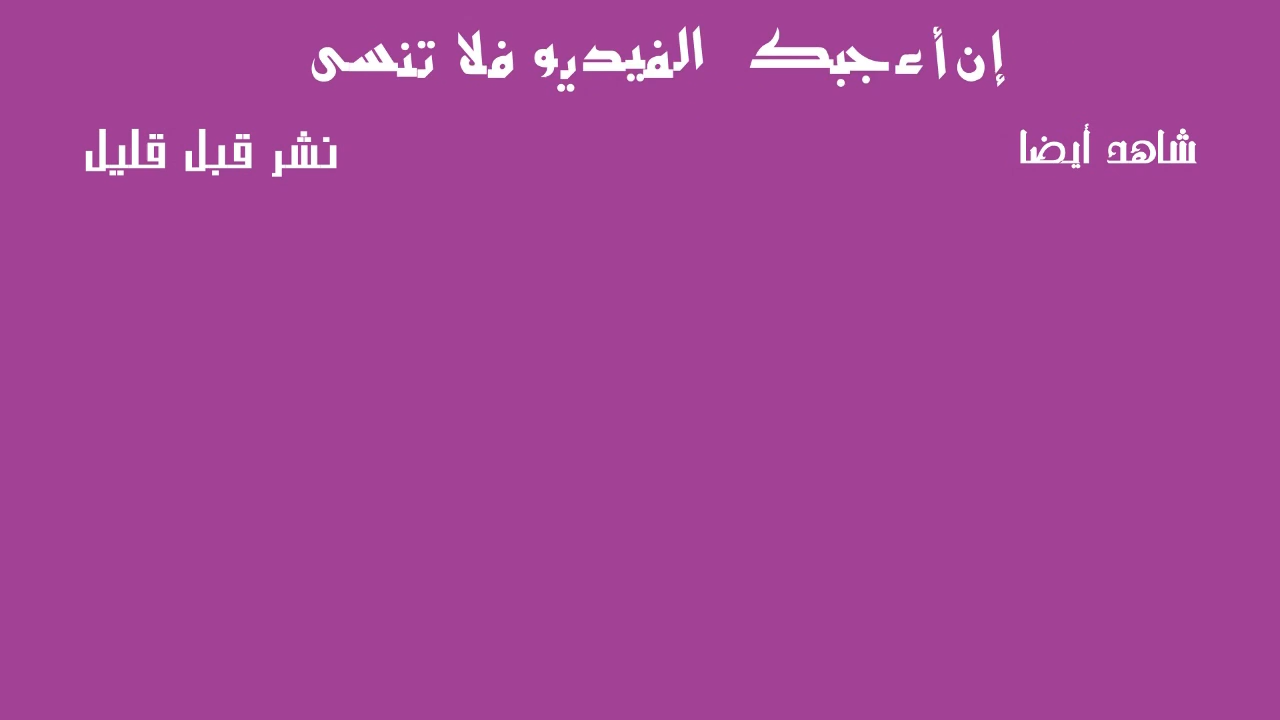 إن أعجبك الفيديو فلا تنسى
شاهد أيضا
نشر قبل قليل